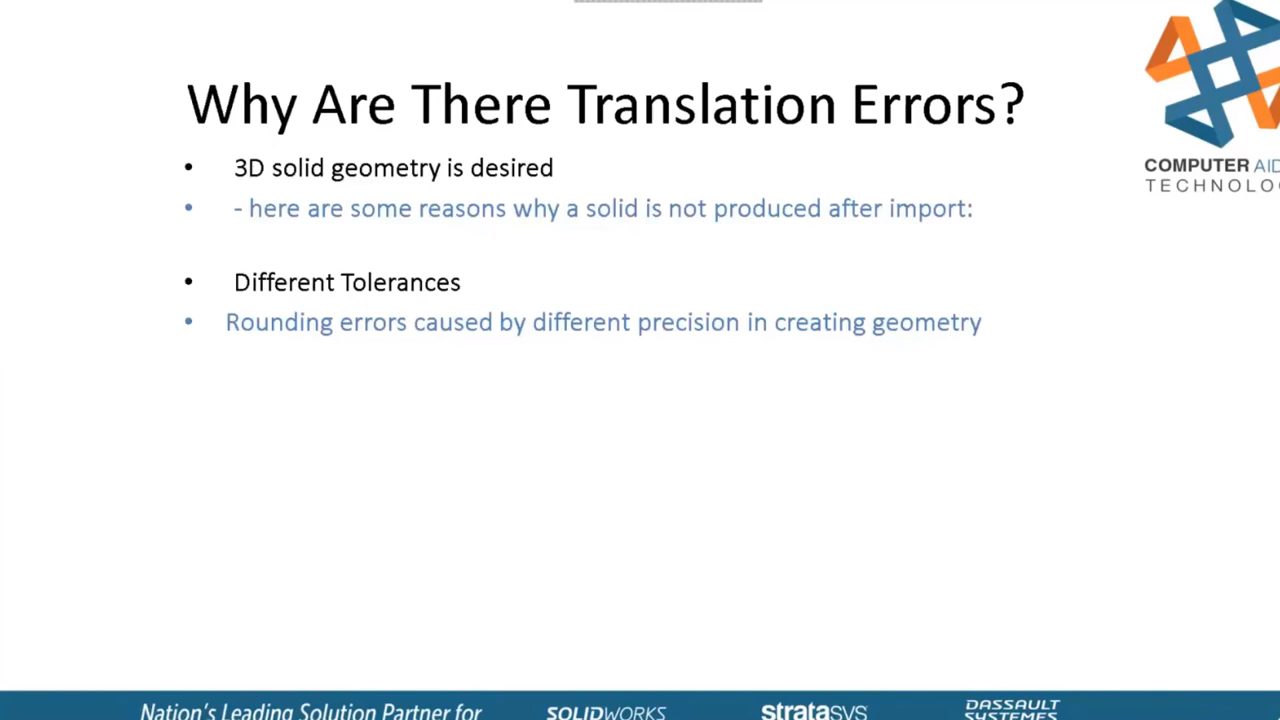 Why Are There Translation Errors?
• 3D solid geometry is desired
• - here are some reasons why a solid is not produced after import:
• Different Tolerances
• Rounding errors caused by different precision in creating geometry
COMPUTER AID
TECHNOLO
Nation's Leading Solution Partner for
SOLIDWORKS
stratasys
DASSAULT
SYSTEMES